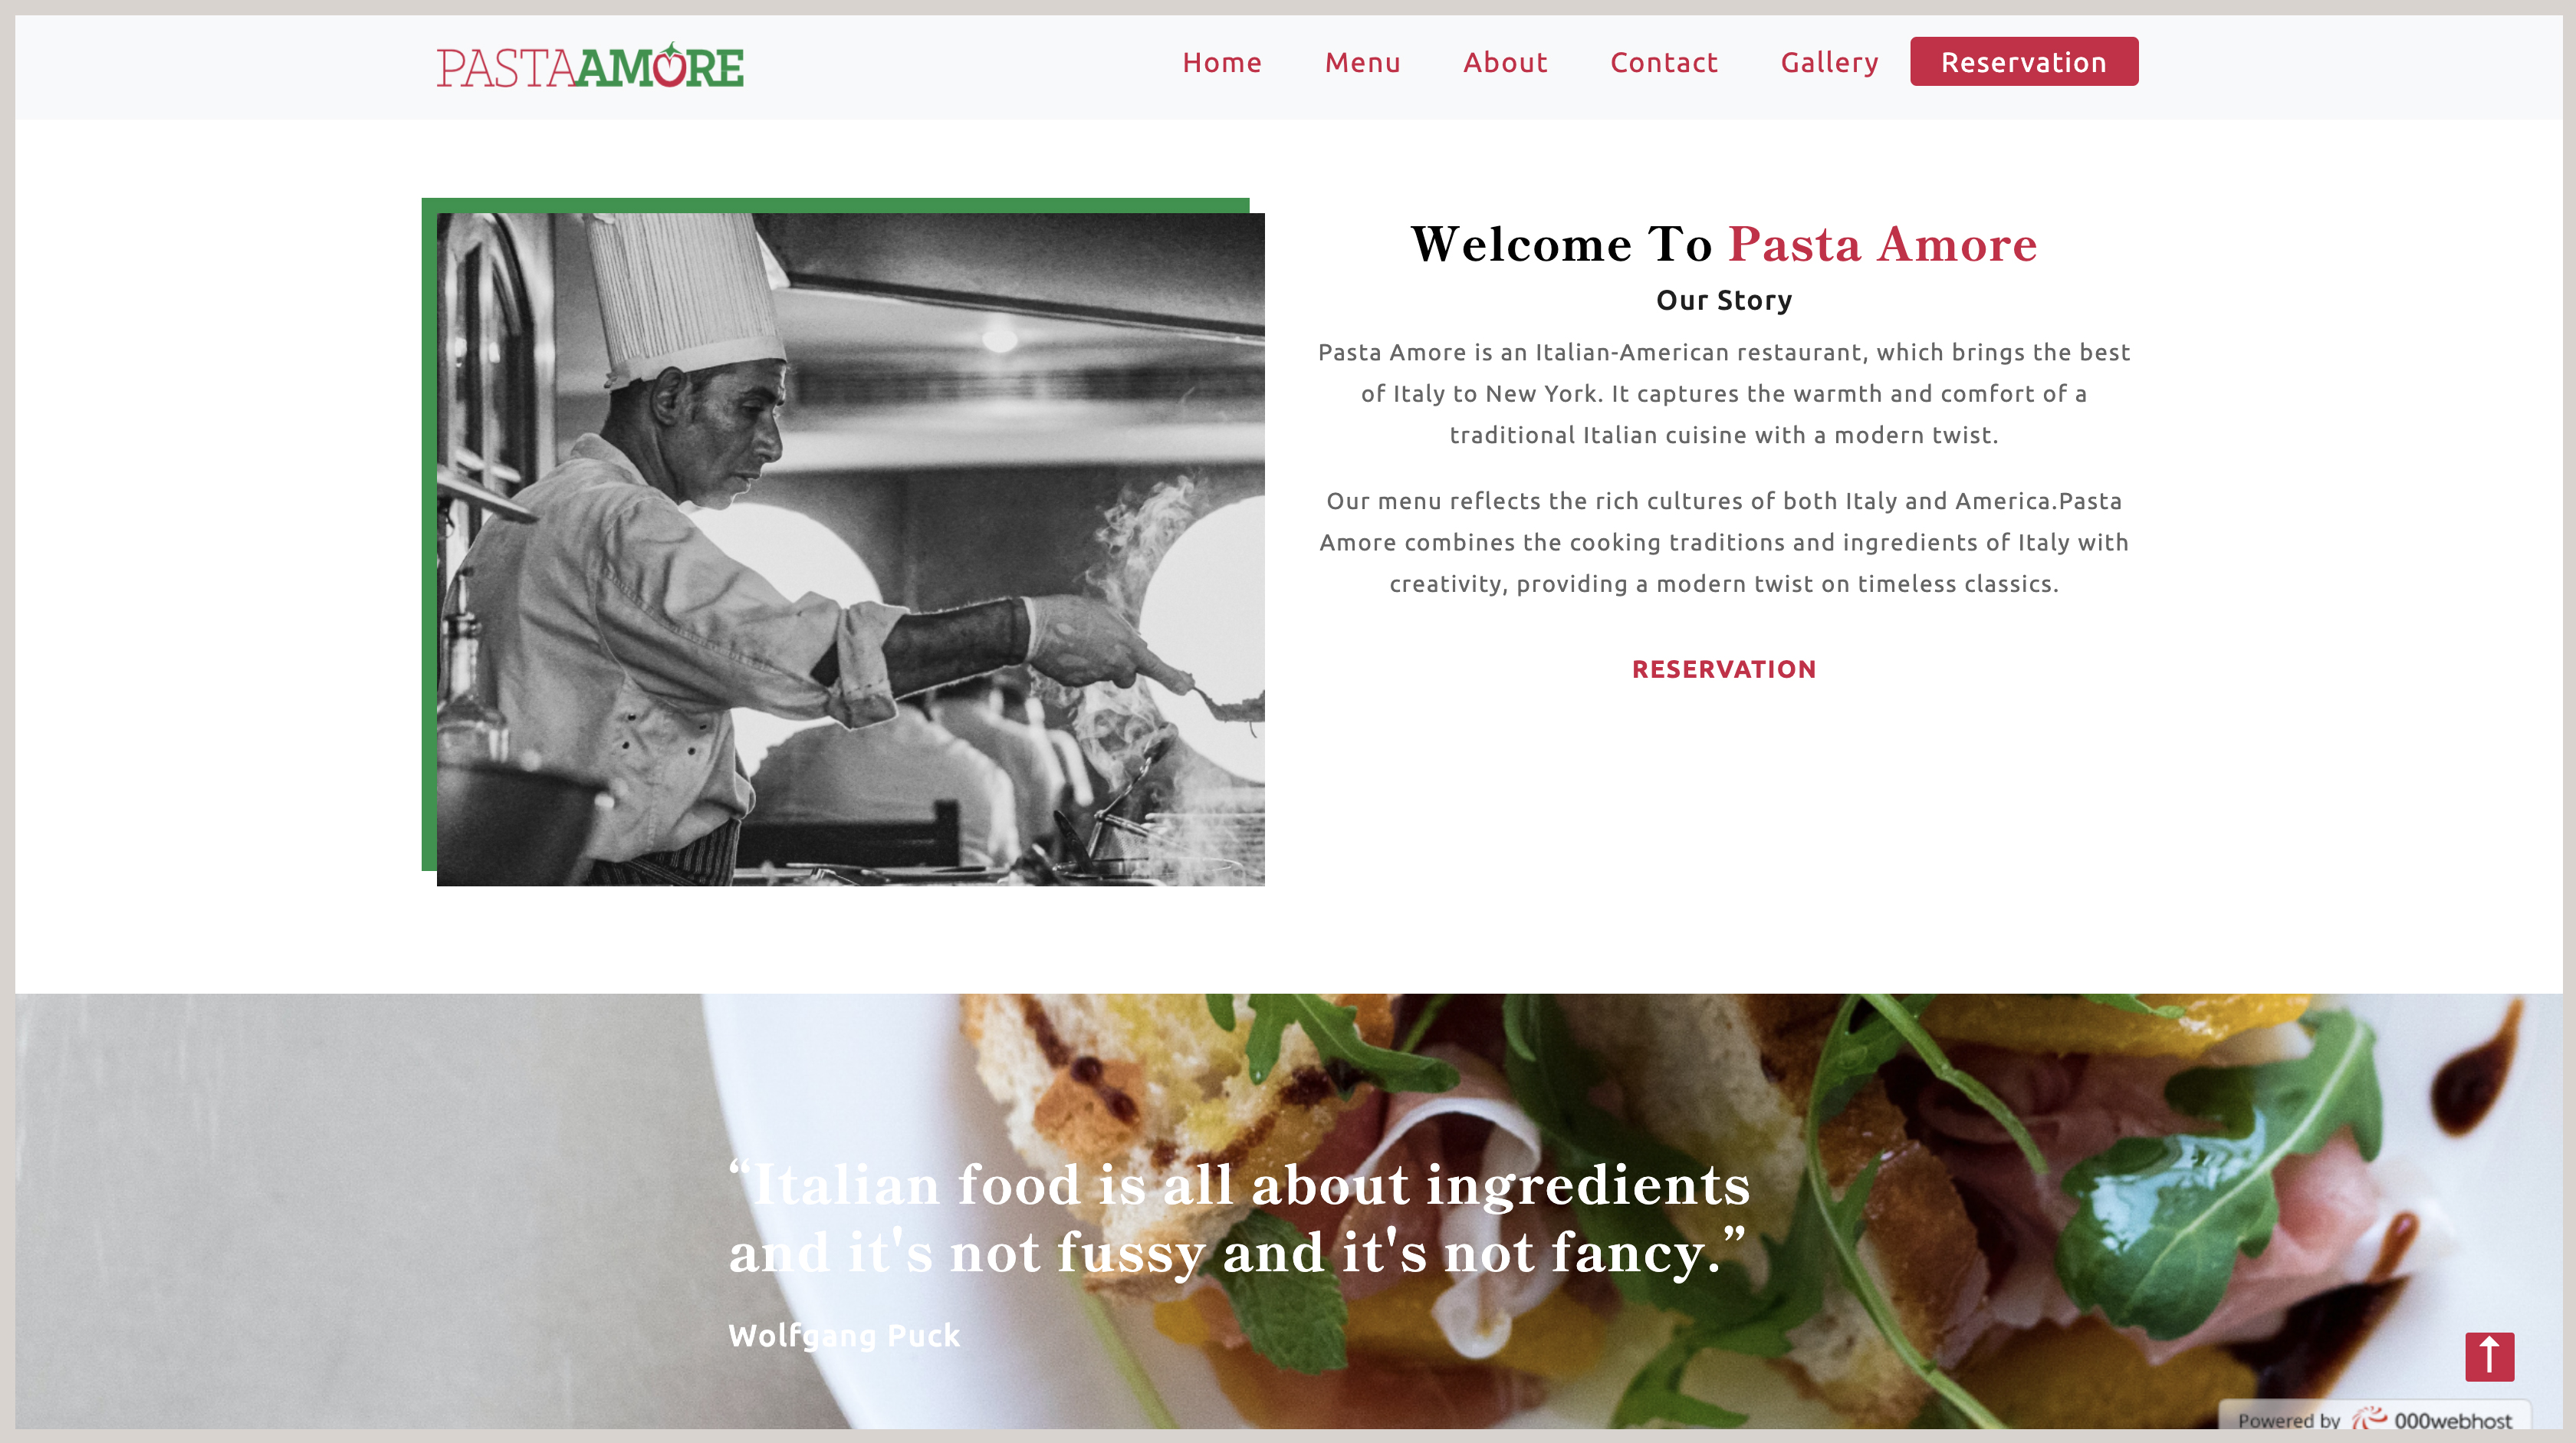 PASTAAMORE
Home Menu About Contact Gallery Reservation
Welcome To Pasta Amore
Our Story
Pasta Amore is an Italian-American restaurant, which brings the best
of Italy to New York. It captures the warmth and comfort of a
traditional Italian cuisine with a modern twist.
Our menu reflects the rich cultures of both Italy and America.Pasta
Amore combines the cooking traditions and ingredients of Italy with
creativity, providing a modern twist on timeless classics.
RESERVATION
“Italian food is all about ingredients
and it's not fussy and it's not fancy.”
Wolfgang Puck
Powered by 000webhost